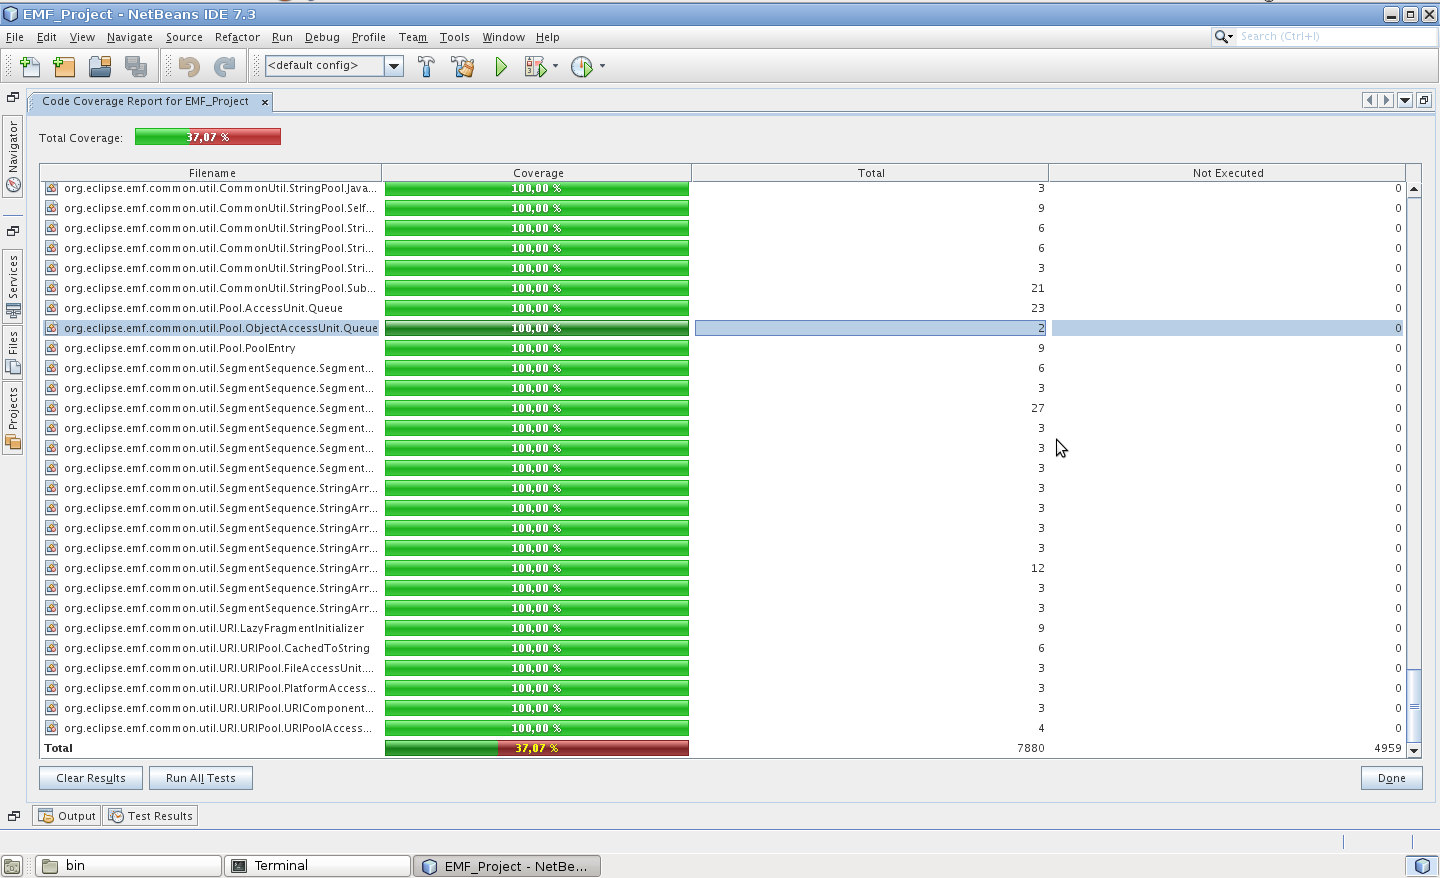 EMF_Project - NetBeans IDE 7.3
File Edit View Navigate Source Refactor Run Debug Profile Team Tools Window Help
Search (Ctrl+I)
<default config>
Code Coverage Report for EMF_Project
Navigator
Services
Files
Projects
Total Coverage: 37,07 %
Filename Coverage Total Not Executed
org.eclipse.emf.common.util.CommonUtil.StringPool.Java... 100,00 % 3 0
org.eclipse.emf.common.util.CommonUtil.StringPool.Self... 100,00 % 9 0
org.eclipse.emf.common.util.CommonUtil.StringPool.Stri... 100,00 % 6 0
org.eclipse.emf.common.util.CommonUtil.StringPool.Stri... 100,00 % 6 0
org.eclipse.emf.common.util.CommonUtil.StringPool.Stri... 100,00 % 3 0
org.eclipse.emf.common.util.CommonUtil.StringPool.Sub... 100,00 % 21 0
org.eclipse.emf.common.util.Pool.AccessUnit.Queue 100,00 % 23 0
org.eclipse.emf.common.util.Pool.ObjectAccessUnit.Queue 100,00 % 2 0
org.eclipse.emf.common.util.Pool.PoolEntry 100,00 % 9 0
org.eclipse.emf.common.util.SegmentSequence.Segment... 100,00 % 6 0
org.eclipse.emf.common.util.SegmentSequence.Segment... 100,00 % 3 0
org.eclipse.emf.common.util.SegmentSequence.Segment... 100,00 % 27 0
org.eclipse.emf.common.util.SegmentSequence.Segment... 100,00 % 3 0
org.eclipse.emf.common.util.SegmentSequence.Segment... 100,00 % 3 0
org.eclipse.emf.common.util.SegmentSequence.Segment... 100,00 % 3 0
org.eclipse.emf.common.util.SegmentSequence.StringArr... 100,00 % 3 0
org.eclipse.emf.common.util.SegmentSequence.StringArr... 100,00 % 3 0
org.eclipse.emf.common.util.SegmentSequence.StringArr... 100,00 % 3 0
org.eclipse.emf.common.util.SegmentSequence.StringArr... 100,00 % 3 0
org.eclipse.emf.common.util.SegmentSequence.StringArr... 100,00 % 12 0
org.eclipse.emf.common.util.SegmentSequence.StringArr... 100,00 % 3 0
org.eclipse.emf.common.util.SegmentSequence.StringArr... 100,00 % 3 0
org.eclipse.emf.common.util.URI.LazyFragmentInitializer 100,00 % 9 0
org.eclipse.emf.common.util.URI.URIPool.CachedToString 100,00 % 6 0
org.eclipse.emf.common.util.URI.URIPool.FileAccessUnit.... 100,00 % 3 0
org.eclipse.emf.common.util.URI.URIPool.PlatformAccess... 100,00 % 3 0
org.eclipse.emf.common.util.URI.URIPool.URIComponent... 100,00 % 3 0
org.eclipse.emf.common.util.URI.URIPool.URIPoolAccess... 100,00 % 4 0
Total 37,07 % 7880 4959
Clear Results Run All Tests Done
Output Test Results
bin Terminal EMF_Project - NetBe...